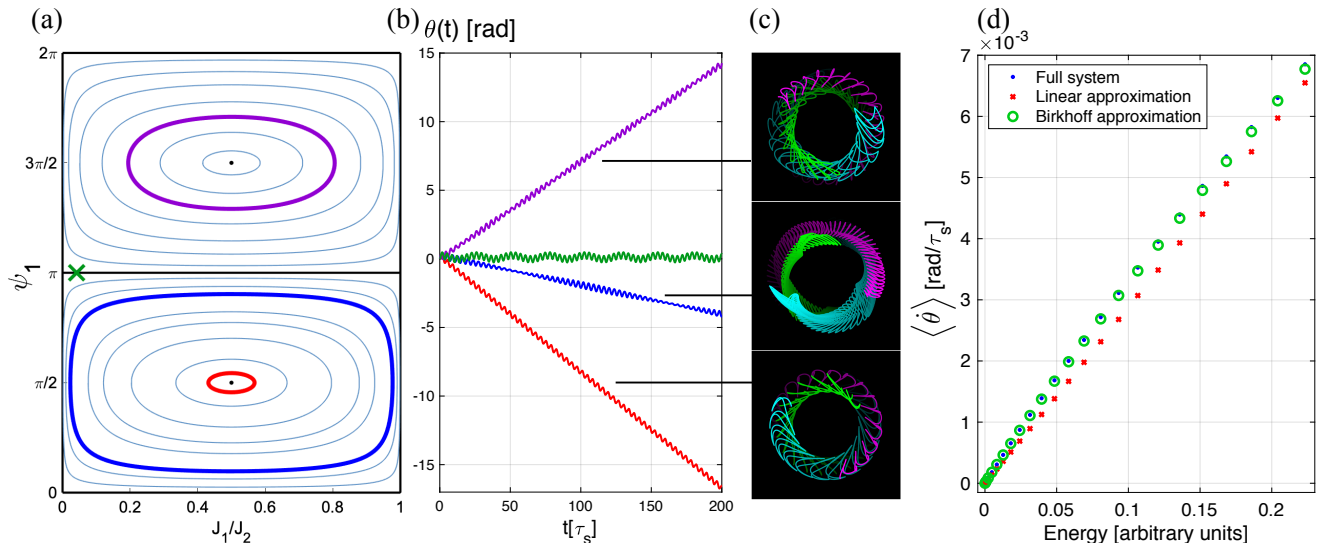 (a)
2π
3π/2
π
π/2
0
ψ₁
0
0.2
0.4
0.6
0.8
1
J₁/J₂
(b)
θ(t) [rad]
15
10
5
0
-5
-10
-15
0
50
100
150
200
t[τₛ]
(c)
(d)
×10⁻³
7
6
5
4
3
2
1
0
⟨θ̇⟩ [rad/τₛ]
Full system
Linear approximation
Birkhoff approximation
0
0.05
0.1
0.15
0.2
Energy [arbitrary units]